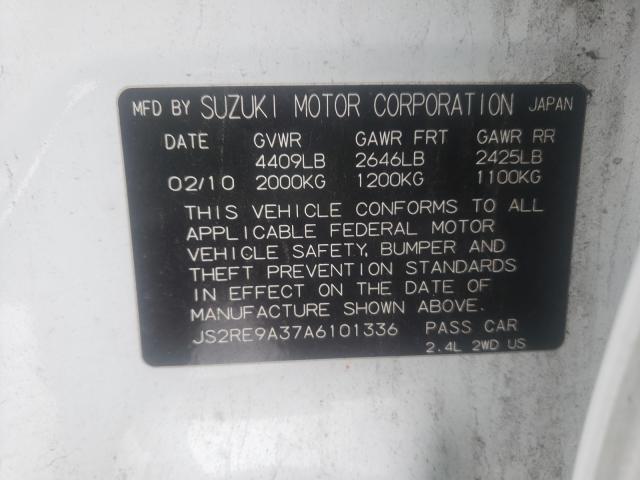 MFD BY SUZUKI MOTOR CORPORATION JAPAN
DATE GVWR GAWR FRT GAWR RR
4409LB 2646LB 2425LB
02/10 2000KG 1200KG 1100KG
THIS VEHICLE CONFORMS TO ALL
APPLICABLE FEDERAL MOTOR
VEHICLE SAFETY, BUMPER AND
THEFT PREVENTION STANDARDS
IN EFFECT ON THE DATE OF
MANUFACTURE SHOWN ABOVE.
JS2RE9A37A6101336 PASS CAR
2.4L 2WD US